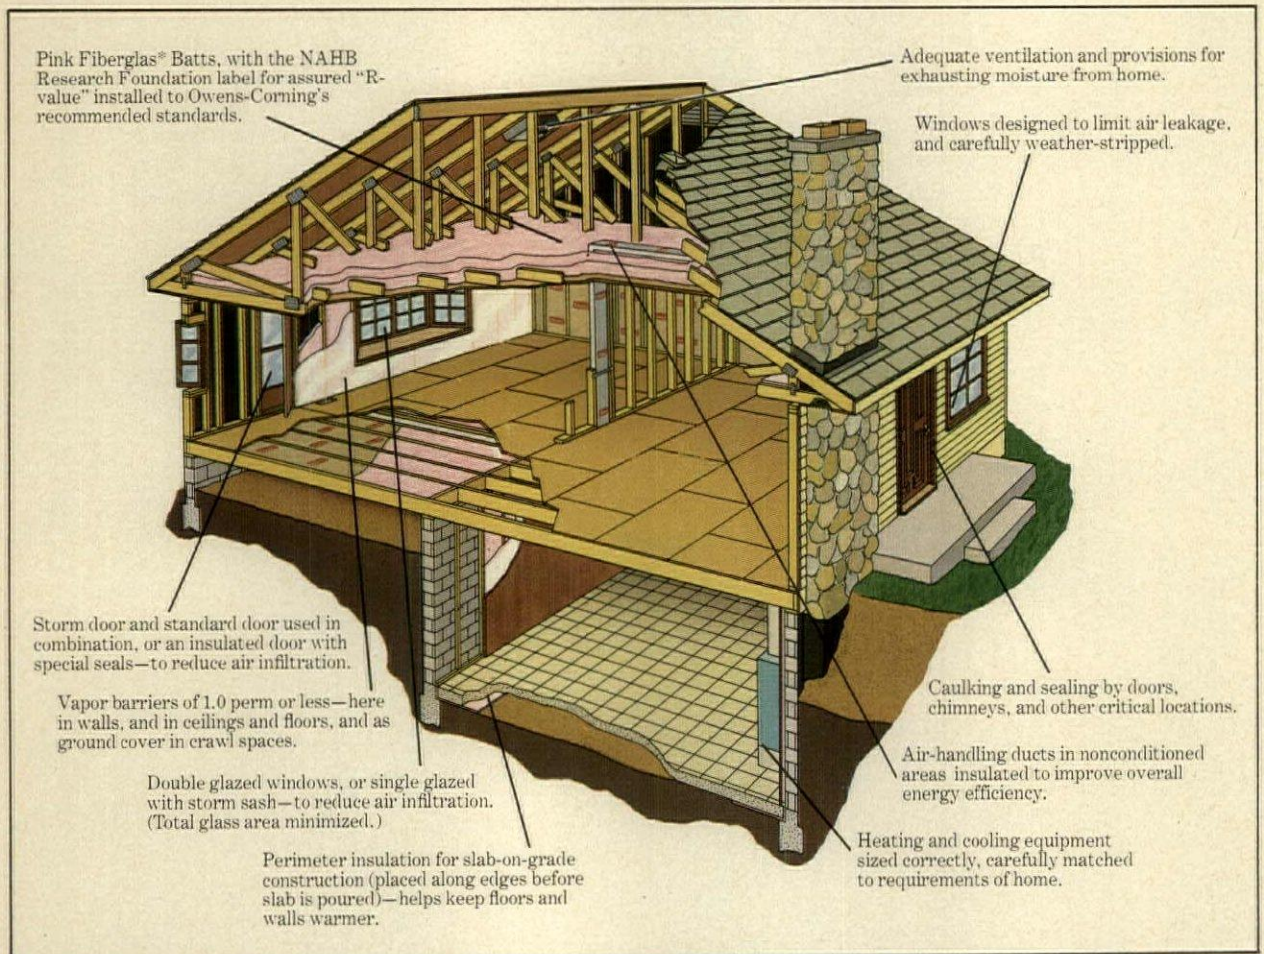 Pink Fiberglas* Batts, with the NAHB
Research Foundation label for assured “R-
value” installed to Owens-Corning's
recommended standards.
Adequate ventilation and provisions for
exhausting moisture from home.
Windows designed to limit air leakage,
and carefully weather-stripped.
Storm door and standard door used in
combination, or an insulated door with
special seals—to reduce air infiltration.
Vapor barriers of 1.0 perm or less—here
in walls, and in ceilings and floors, and as
ground cover in crawl spaces.
Double glazed windows, or single glazed
with storm sash—to reduce air infiltration.
(Total glass area minimized.)
Perimeter insulation for slab-on-grade
construction (placed along edges before
slab is poured)—helps keep floors and
walls warmer.
Caulking and sealing by doors,
chimneys, and other critical locations.
Air-handling ducts in nonconditioned
areas insulated to improve overall
energy efficiency.
Heating and cooling equipment
sized correctly, carefully matched
to requirements of home.